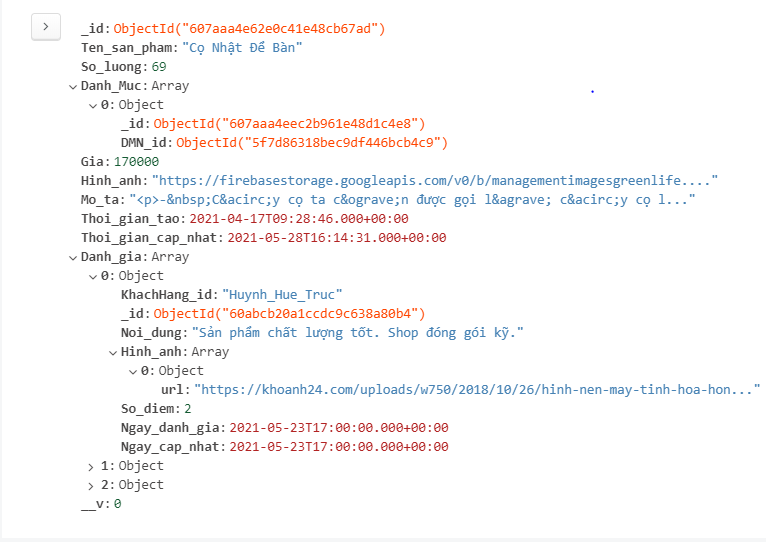 _id: ObjectId("607aaa4e62e0c41e48cb67ad")
Ten_san_pham: "Cọ Nhật Để Bàn"
So_luong: 69
Danh_Muc: Array
0: Object
_id: ObjectId("607aaa4eec2b961e48d1c4e8")
DMN_id: ObjectId("5f7d86318bec9df446bcb4c9")
Gia: 170000
Hinh_anh: "https://firebasestorage.googleapis.com/v0/b/managementimagesgreenlife...."
Mo_ta: "<p>-&nbsp;C&acirc;y cọ ta c&ograve;n được gọi l&agrave; c&acirc;y cọ l..."
Thoi_gian_tao: 2021-04-17T09:28:46.000+00:00
Thoi_gian_cap_nhat: 2021-05-28T16:14:31.000+00:00
Danh_gia: Array
0: Object
KhachHang_id: "Huynh_Hue_Truc"
_id: ObjectId("60abcb20a1ccdc9c638a80b4")
Noi_dung: "Sản phẩm chất lượng tốt. Shop đóng gói kỹ."
Hinh_anh: Array
0: Object
url: "https://khoanh24.com/uploads/w750/2018/10/26/hinh-nen-may-tinh-hoa-hon..."
So_diem: 2
Ngay_danh_gia: 2021-05-23T17:00:00.000+00:00
Ngay_cap_nhat: 2021-05-23T17:00:00.000+00:00
1: Object
2: Object
__v: 0